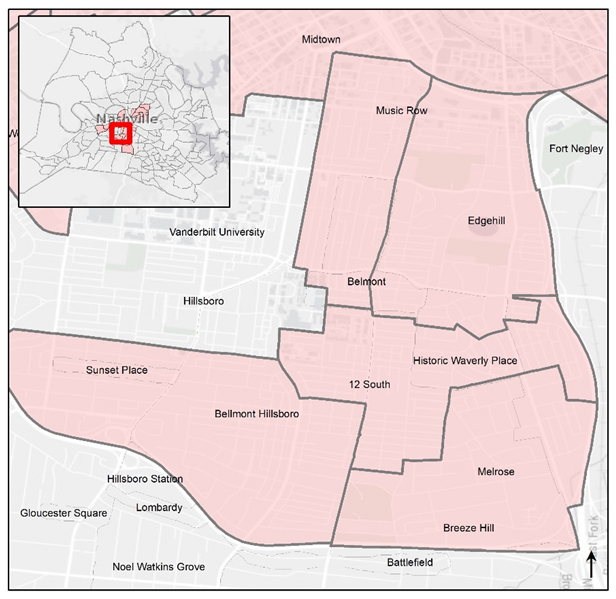 Midtown
Nashville
Music Row
Fort Negley
Edgehill
Vanderbilt University
Belmont
Hillsboro
Historic Waverly Place
Sunset Place
12 South
Bellmont Hillsboro
Melrose
Hillsboro Station
Lombardy
Gloucester Square
Breeze Hill
Battlefield
Noel Watkins Grove